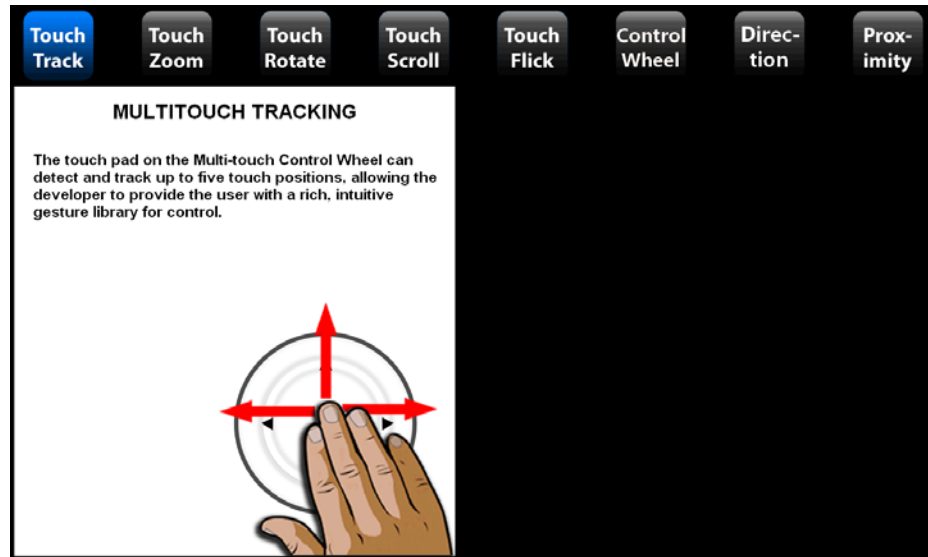 Touch Track
Touch Zoom
Touch Rotate
Touch Scroll
Touch Flick
Control Wheel
Direc- tion
Prox- imity
MULTITOUCH TRACKING
The touch pad on the Multi-touch Control Wheel can
detect and track up to five touch positions, allowing the
developer to provide the user with a rich, intuitive
gesture library for control.